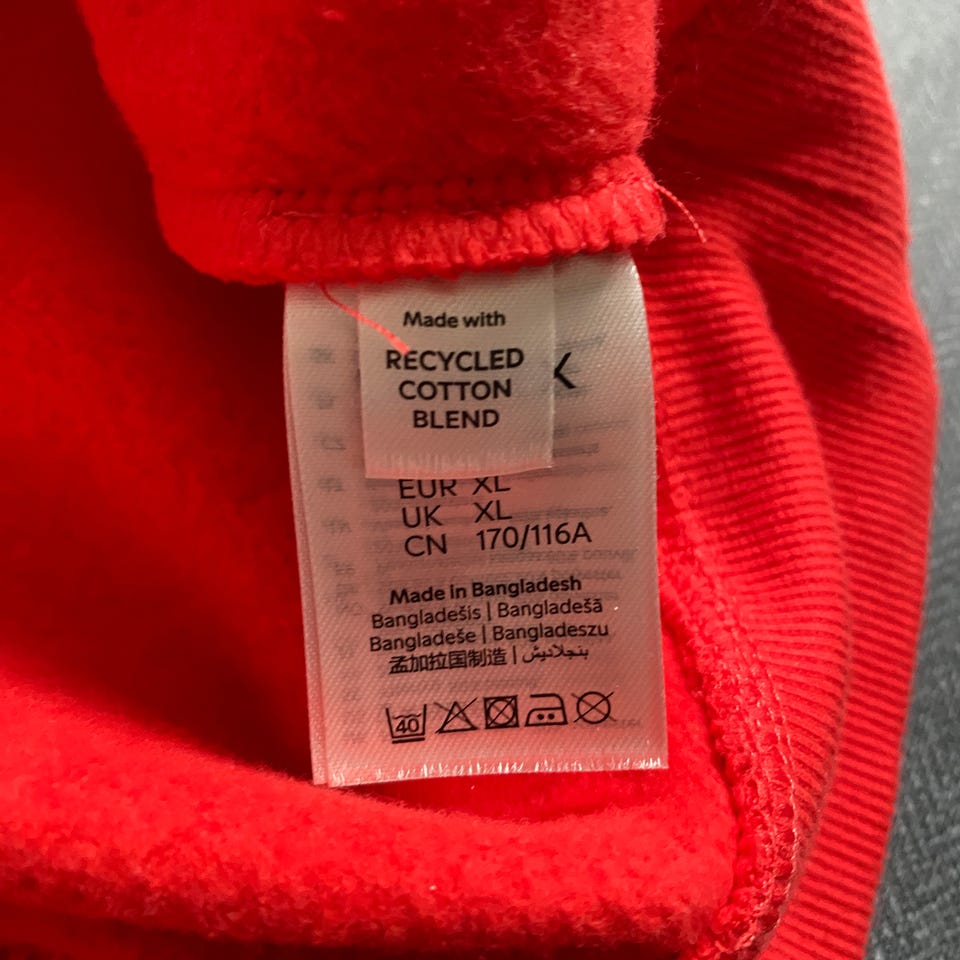 Made with
RECYCLED
COTTON
BLEND
K
EUR XL
UK XL
CN 170/116A
Made in Bangladesh
Bangladešis | Bangladešā
Bangladeše | Bangladeszu
孟加拉国制造 | بنجلاديش
40